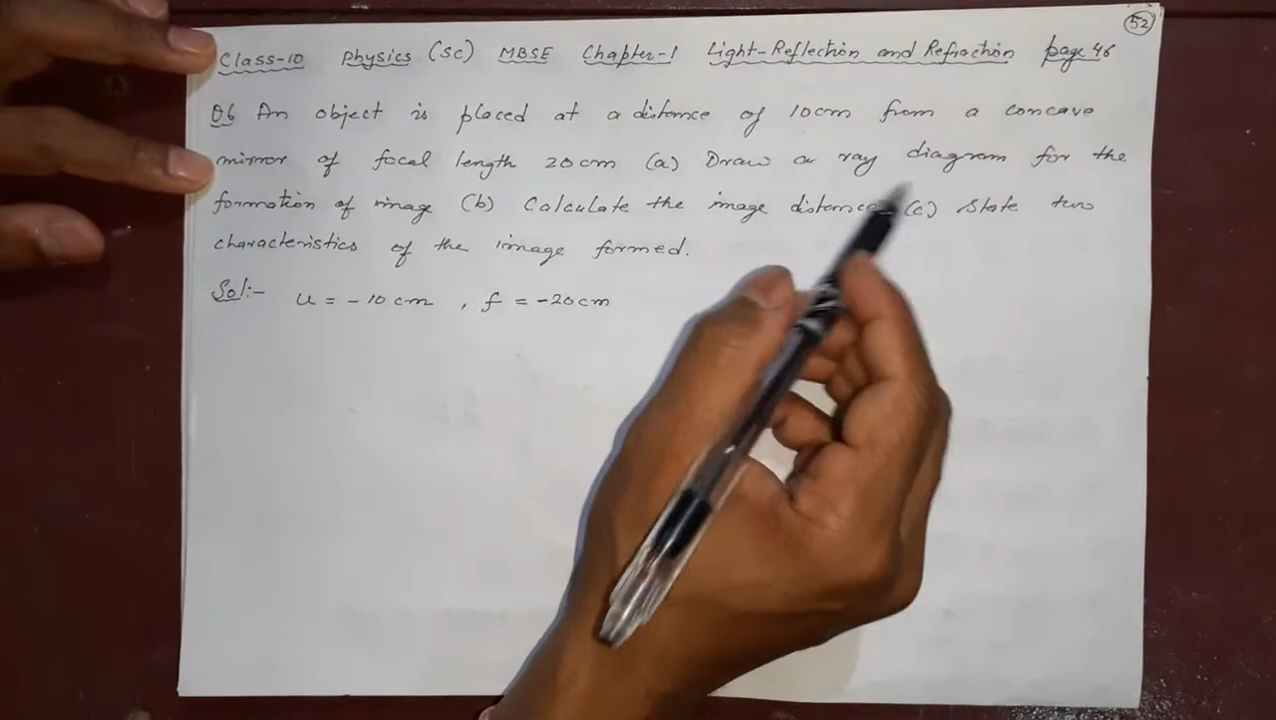 52
Class-10 Physics (SC) MBSE Chapter-1 Light-Reflection and Refraction page 46
Q6 An object is placed at a distance of 10cm from a concave
mirror of focal length 20cm (a) Draw a ray diagram for the
formation of image (b) Calculate the image distance (c) State two
characteristics of the image formed.
Sol:- u = -10 cm , f = -20cm